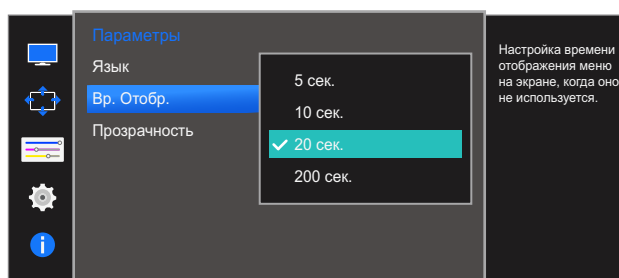 Параметры
Язык
Вр. Отобр.
Прозрачность
5 сек.
10 сек.
20 сек.
200 сек.
Настройка времени
отображения меню
на экране, когда оно
не используется.